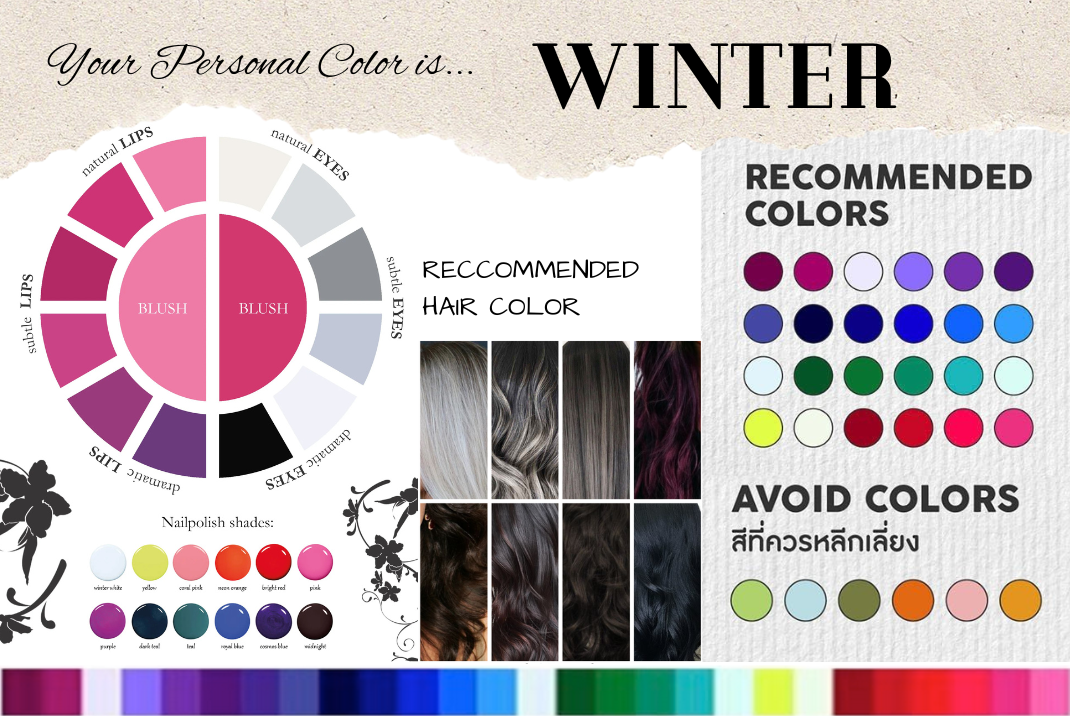 Your Personal Color is...
WINTER
natural LIPS
natural EYES
subtle LIPS
subtle EYES
BLUSH
BLUSH
dramatic LIPS
dramatic EYES
RECCOMMENDED
HAIR COLOR
RECOMMENDED
COLORS
AVOID COLORS
สีที่ควรหลีกเลี่ยง
Nailpolish shades:
winter white yellow coral pink neon orange bright red pink
purple dark teal teal royal blue cosmos blue midnight